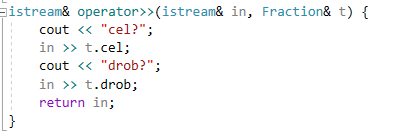 istream& operator>>(istream& in, Fraction& t) {
cout << "cel?";
in >> t.cel;
cout << "drob?";
in >> t.drob;
return in;
}